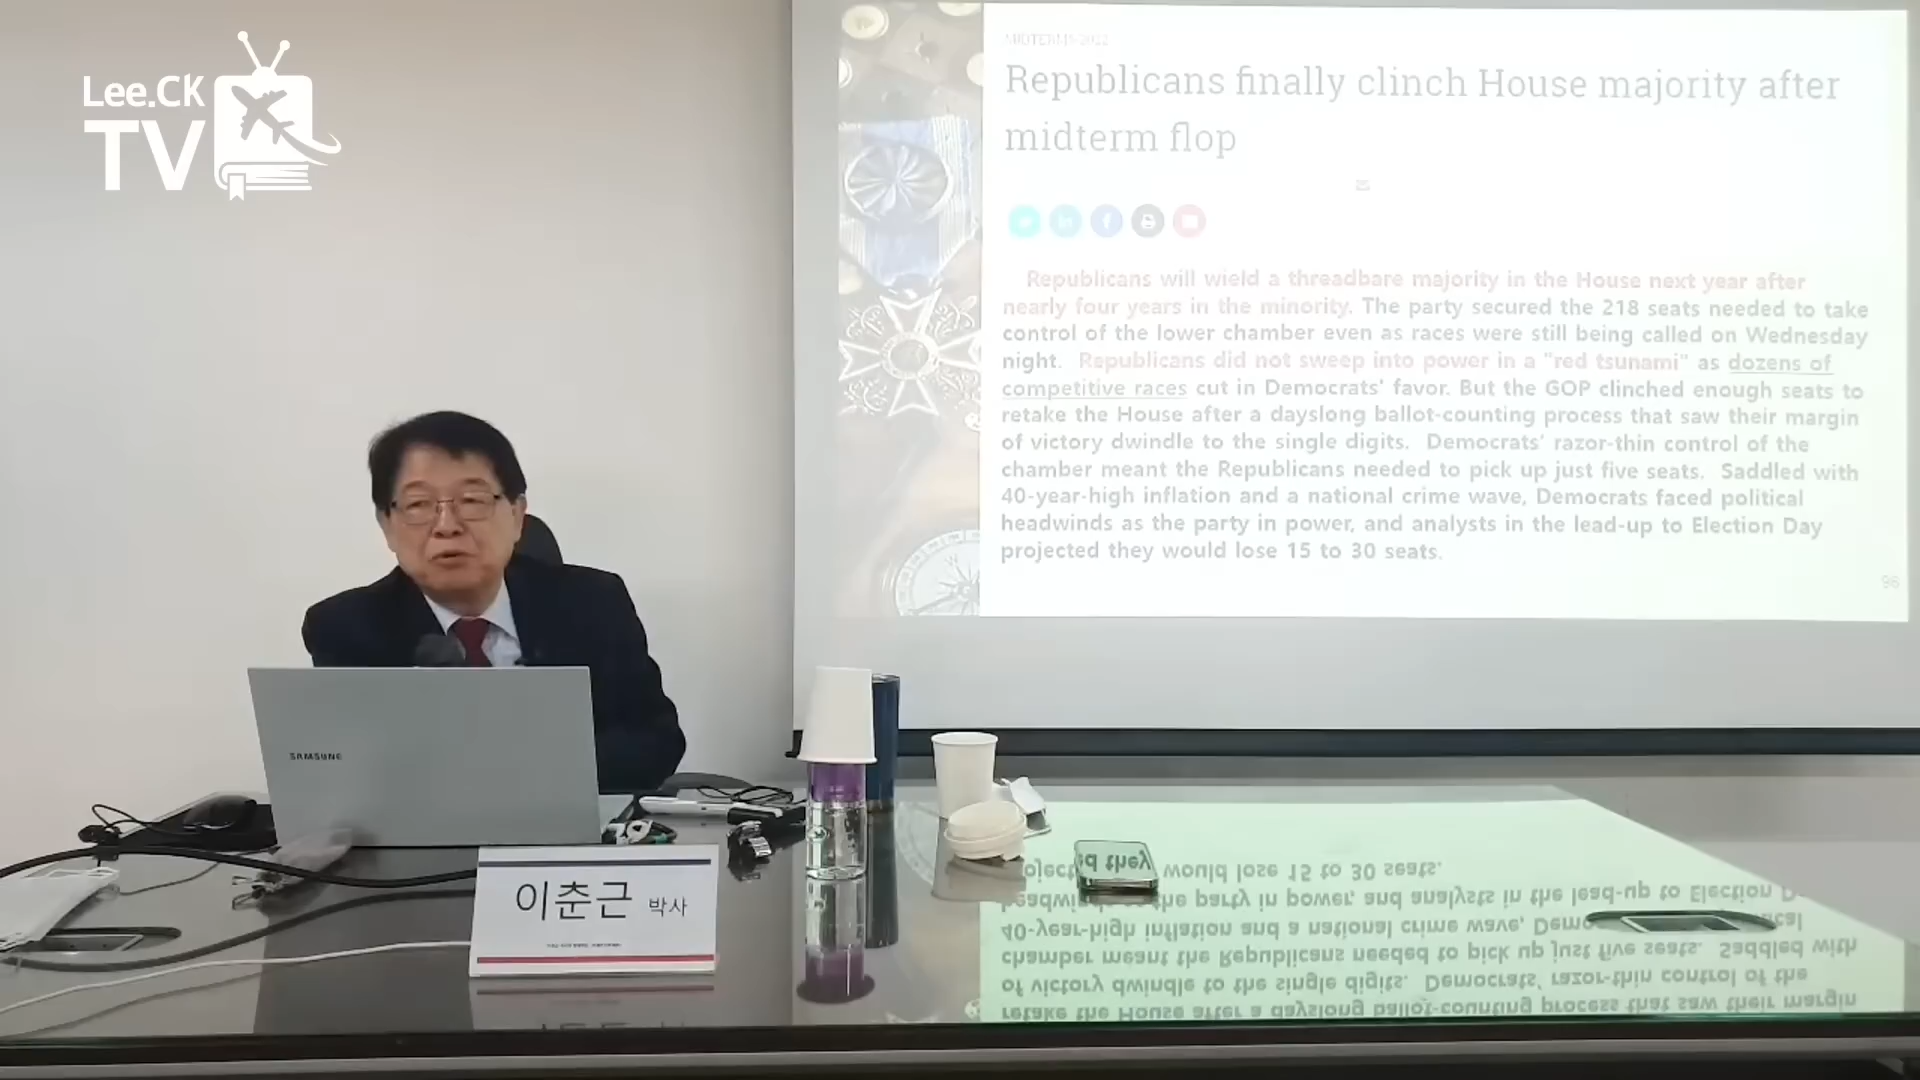 Lee.CK
TV
MIDTERMS 2022
Republicans finally clinch House majority after
midterm flop
Republicans will wield a threadbare majority in the House next year after
nearly four years in the minority. The party secured the 218 seats needed to take
control of the lower chamber even as races were still being called on Wednesday
night. Republicans did not sweep into power in a "red tsunami" as dozens of
competitive races cut in Democrats' favor. But the GOP clinched enough seats to
retake the House after a dayslong ballot-counting process that saw their margin
of victory dwindle to the single digits. Democrats' razor-thin control of the
chamber meant the Republicans needed to pick up just five seats. Saddled with
40-year-high inflation and a national crime wave, Democrats faced political
headwinds as the party in power, and analysts in the lead-up to Election Day
projected they would lose 15 to 30 seats.
96
SAMSUNG
이춘근 박사